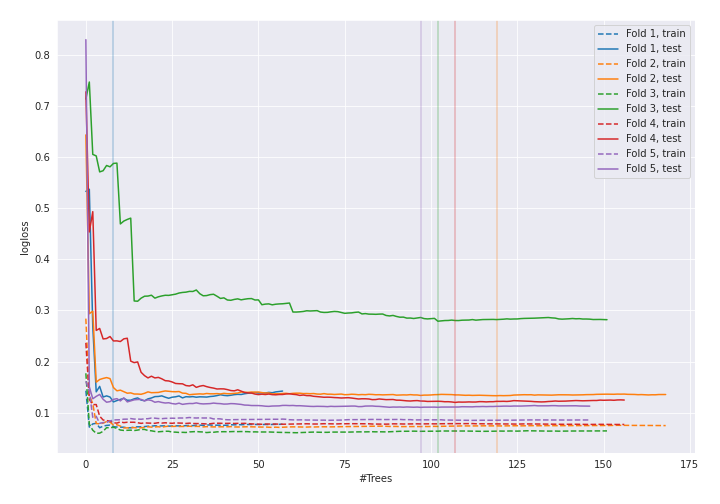 0.8
0.7
0.6
0.5
0.4
0.3
0.2
0.1
logloss
0 25 50 75 100 125 150 175
#Trees
Fold 1, train
Fold 1, test
Fold 2, train
Fold 2, test
Fold 3, train
Fold 3, test
Fold 4, train
Fold 4, test
Fold 5, train
Fold 5, test